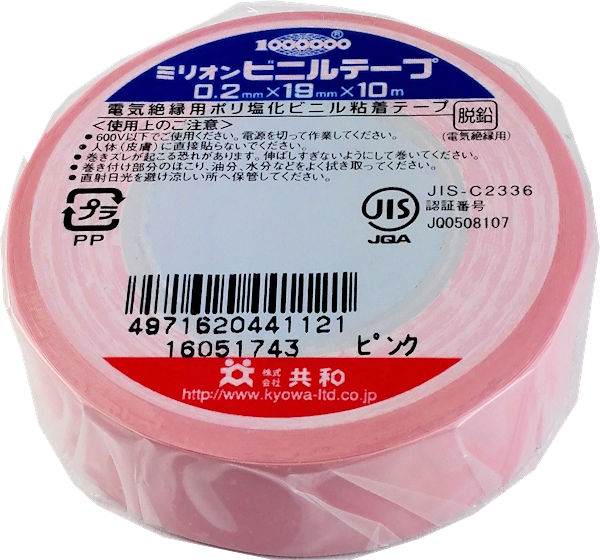 1000000®
ミリオンビニルテープ
0.2mm×19mm×10m
電気絶縁用ポリ塩化ビニル粘着テープ 脱鉛
(電気絶縁用)
<使用上のご注意>
●600V以下でご使用ください。電源を切って作業してください。
●人体(皮膚)に直接貼らないでください。
●巻きズレが起こる恐れがあります。伸ばしすぎないようにして巻いてください。
●巻き付け部分のほこり、油分、水分などをよく拭き取ってください。
●直射日光を避け涼しい所へ保管してください。
プラ
PP
JIS
JQA
JIS-C2336
認証番号
JQ0508107
4971620441121
16051743 ピンク
株式会社 共和
http://www.kyowa-ltd.co.jp